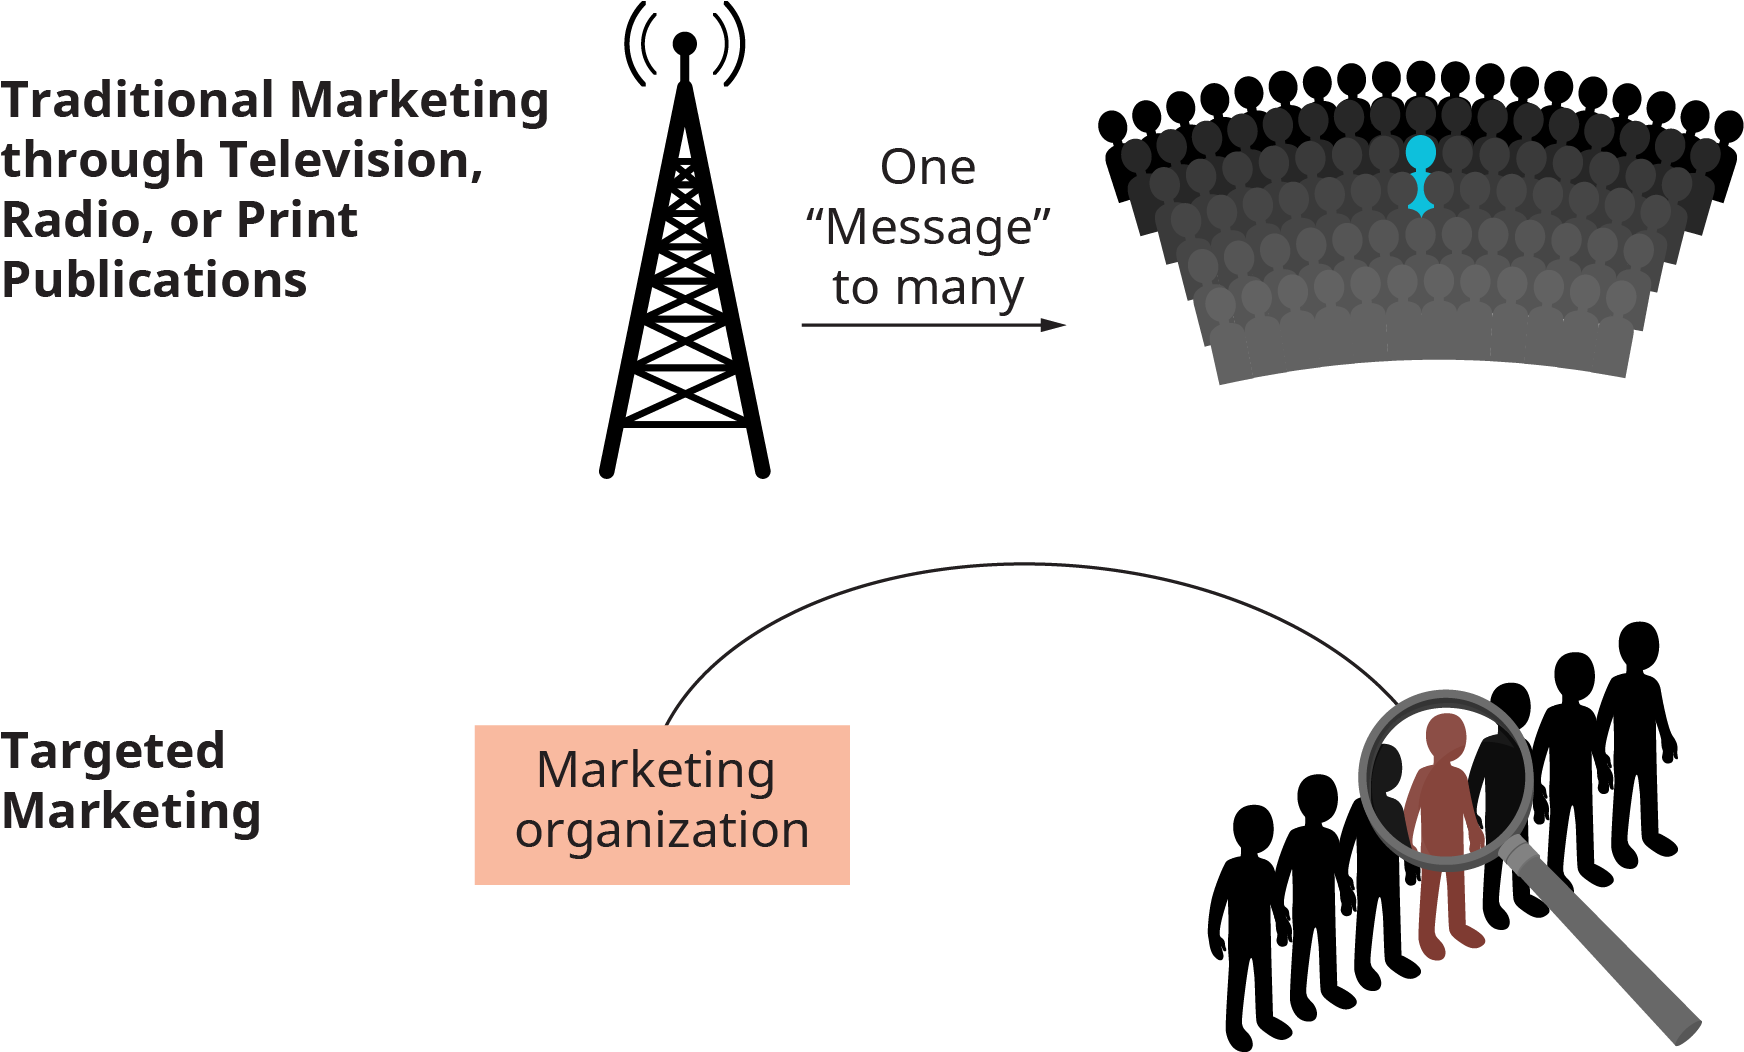 Traditional Marketing
through Television,
Radio, or Print
Publications
One
“Message”
to many
Targeted
Marketing
Marketing
organization